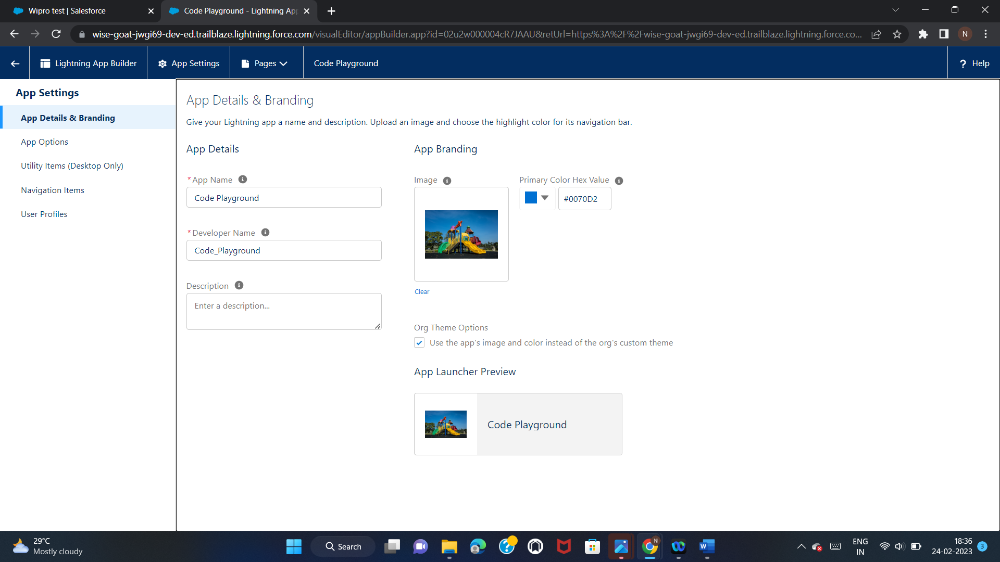 Wipro test | Salesforce
Code Playground - Lightning App
wise-goat-jwgi69-dev-ed.trailblaze.lightning.force.com/visualEditor/appBuilder.app?id=02u2w000004cR7JAAU&retUrl=https%3A%2F%2Fwise-goat-jwgi69-dev-ed.trailblaze.lightning.force.co...
N
Lightning App Builder
App Settings
Pages
Code Playground
? Help
App Settings
App Details & Branding
App Options
Utility Items (Desktop Only)
Navigation Items
User Profiles
App Details & Branding
Give your Lightning app a name and description. Upload an image and choose the highlight color for its navigation bar.
App Details
* App Name
Code Playground
* Developer Name
Code_Playground
Description
Enter a description...
App Branding
Image
Clear
Primary Color Hex Value
#0070D2
Org Theme Options
Use the app's image and color instead of the org's custom theme
App Launcher Preview
Code Playground
29°C
Mostly cloudy
Search
ENG
IN
18:36
24-02-2023
3